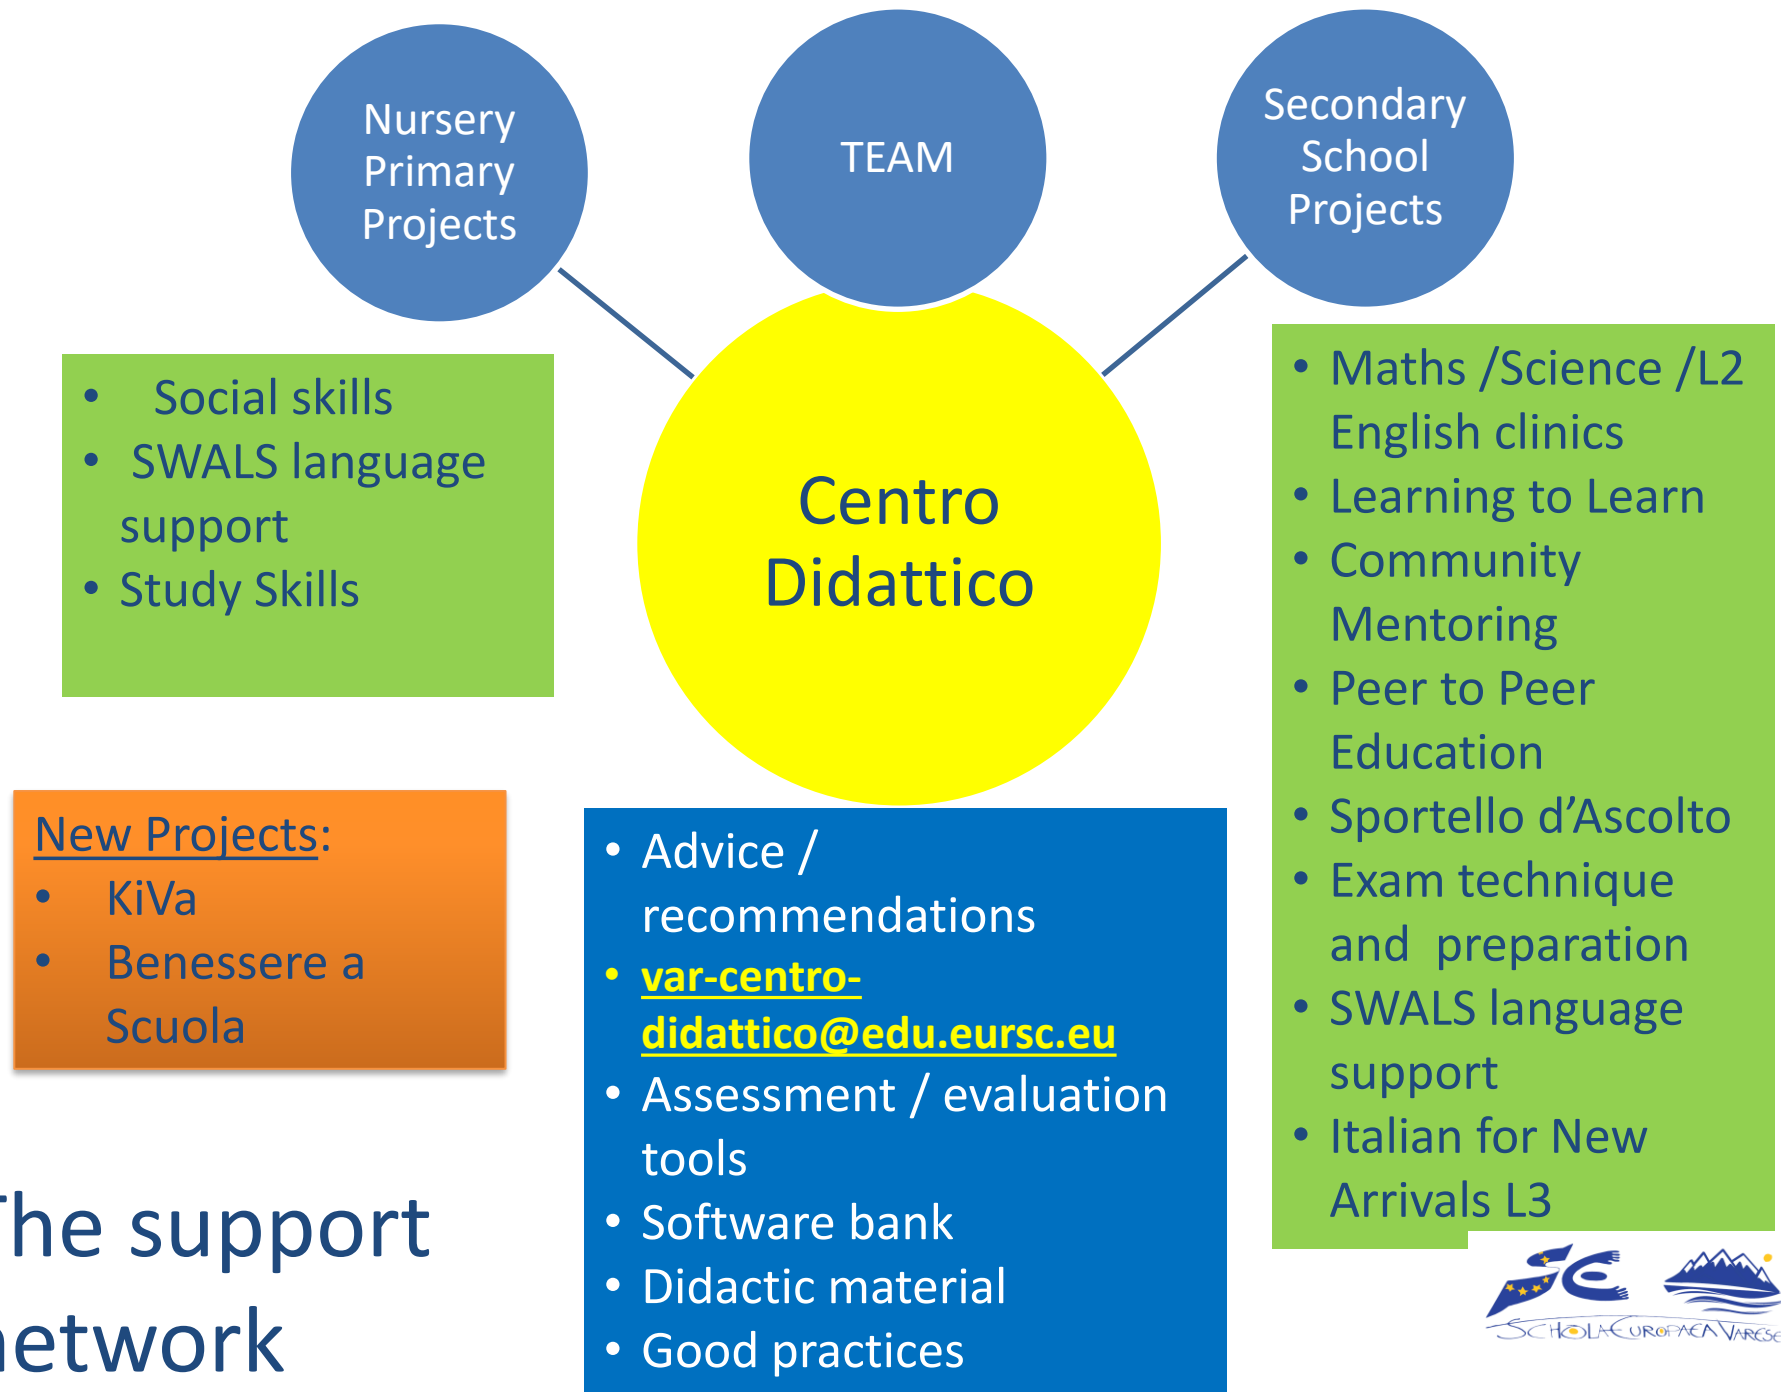 Nursery
Primary
Projects
TEAM
Secondary
School
Projects
Centro
Didattico
• Social skills
• SWALS language
support
• Study Skills
• Maths /Science /L2
English clinics
• Learning to Learn
• Community
Mentoring
• Peer to Peer
Education
• Sportello d’Ascolto
• Exam technique
and preparation
• SWALS language
support
• Italian for New
Arrivals L3
New Projects:
• KiVa
• Benessere a
Scuola
• Advice /
recommendations
• var-centro-
didattico@edu.eursc.eu
• Assessment / evaluation
tools
• Software bank
• Didactic material
• Good practices
The support
network
SCHOLA EUROPAEA VARESE